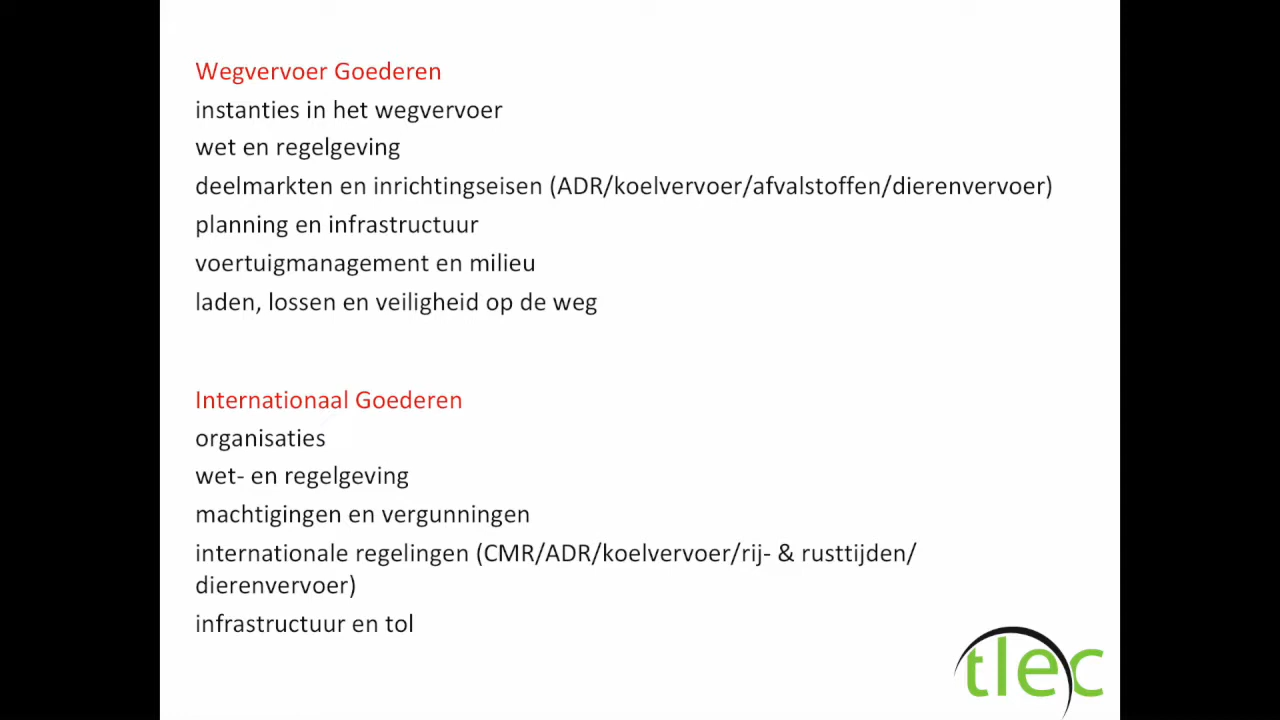 Wegvervoer Goederen
instanties in het wegvervoer
wet en regelgeving
deelmarkten en inrichtingseisen (ADR/koelvervoer/afvalstoffen/dierenvervoer)
planning en infrastructuur
voertuigmanagement en milieu
laden, lossen en veiligheid op de weg
Internationaal Goederen
organisaties
wet- en regelgeving
machtigingen en vergunningen
internationale regelingen (CMR/ADR/koelvervoer/rij- & rusttijden/
dierenvervoer)
infrastructuur en tol
tlec